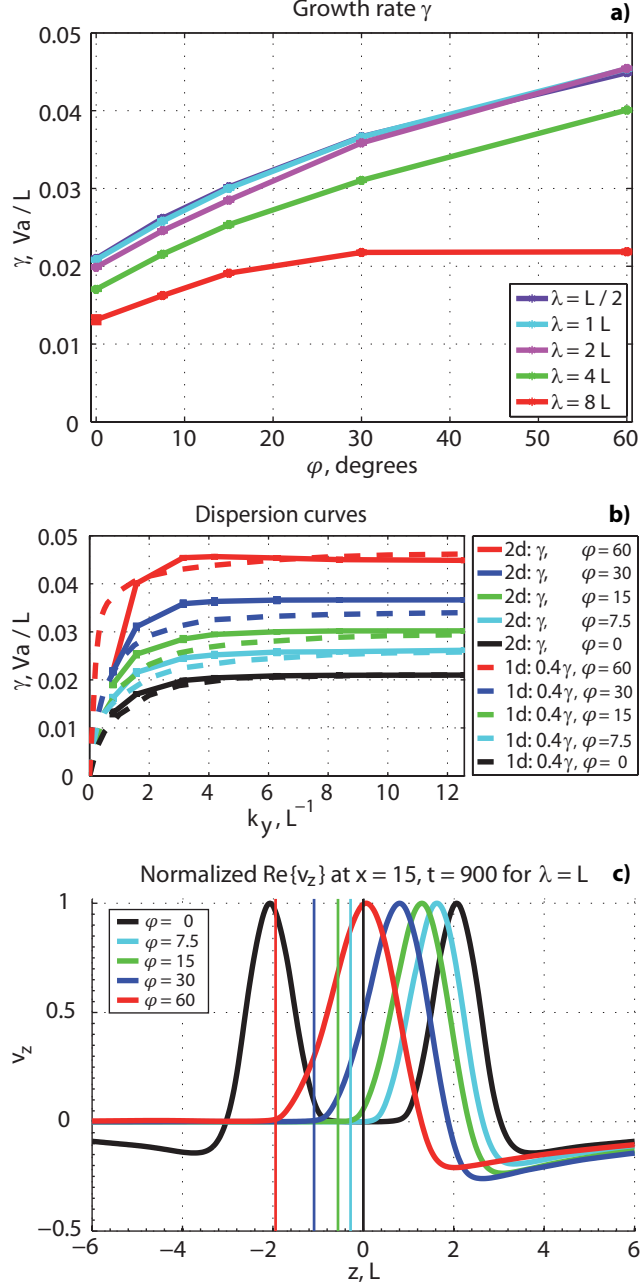 Growth rate γ
a)
0.05
0.04
0.03
0.02
0.01
0
γ, Va / L
0 10 20 30 40 50 60
φ, degrees
λ = L / 2
λ = 1 L
λ = 2 L
λ = 4 L
λ = 8 L
Dispersion curves
b)
0.05
0.04
0.03
0.02
0.01
0
γ, Va / L
0 2 4 6 8 10 12
k_y, L⁻¹
2d: γ, φ = 60
2d: γ, φ = 30
2d: γ, φ = 15
2d: γ, φ = 7.5
2d: γ, φ = 0
1d: 0.4γ, φ = 60
1d: 0.4γ, φ = 30
1d: 0.4γ, φ = 15
1d: 0.4γ, φ = 7.5
1d: 0.4γ, φ = 0
Normalized Re{v_z} at x = 15, t = 900 for λ = L
c)
1
0.5
0
−0.5
v_z
φ = 0
φ = 7.5
φ = 15
φ = 30
φ = 60
−6 −4 −2 0 2 4 6
z, L